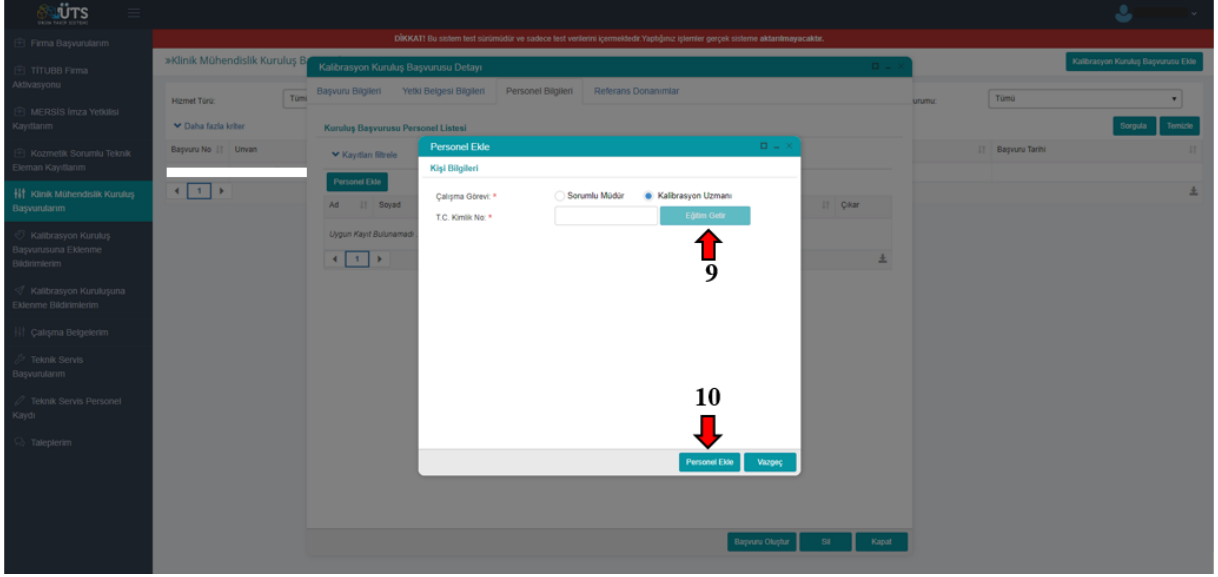 ÜTS
ÜRÜN TAKİP SİSTEMİ
DİKKAT! Bu sistem test sürümüdür ve sadece test verilerini içermektedir.Yaptığınız işlemler gerçek sisteme aktarılmayacaktır.
Firma Başvurularım
TİTUBB Firma
Aktivasyonu
MERSİS İmza Yetkilisi
Kayıtlarım
Kozmetik Sorumlu Teknik
Eleman Kayıtlarım
Klinik Mühendislik Kuruluş
Başvurularım
Kalibrasyon Kuruluş
Başvurusuna Eklenme
Bildirimlerim
Kalibrasyon Kuruluşuna
Eklenme Bildirimlerim
Çalışma Belgelerim
Teknik Servis
Başvurularım
Teknik Servis Personel
Kaydı
Taleplerim
»Klinik Mühendislik Kuruluş B
Kalibrasyon Kuruluş Başvurusu Ekle
Hizmet Türü:
Tüm
urumu:
Tümü
Daha fazla kriter
Sorgula
Temizle
Başvuru No
Unvan
Başvuru Tarihi
1
Kalibrasyon Kuruluş Başvurusu Detayı
Başvuru Bilgileri
Yetki Belgesi Bilgileri
Personel Bilgileri
Referans Donanımlar
Kuruluş Başvurusu Personel Listesi
Kayıtları filtrele
Personel Ekle
Ad
Soyad
Çıkar
Uygun Kayıt Bulunamadı
1
Personel Ekle
Kişi Bilgileri
Çalışma Görevi: *
Sorumlu Müdür
Kalibrasyon Uzmanı
T.C. Kimlik No: *
Eğitim Getir
9
10
Personel Ekle
Vazgeç
Başvuru Oluştur
Sil
Kapat